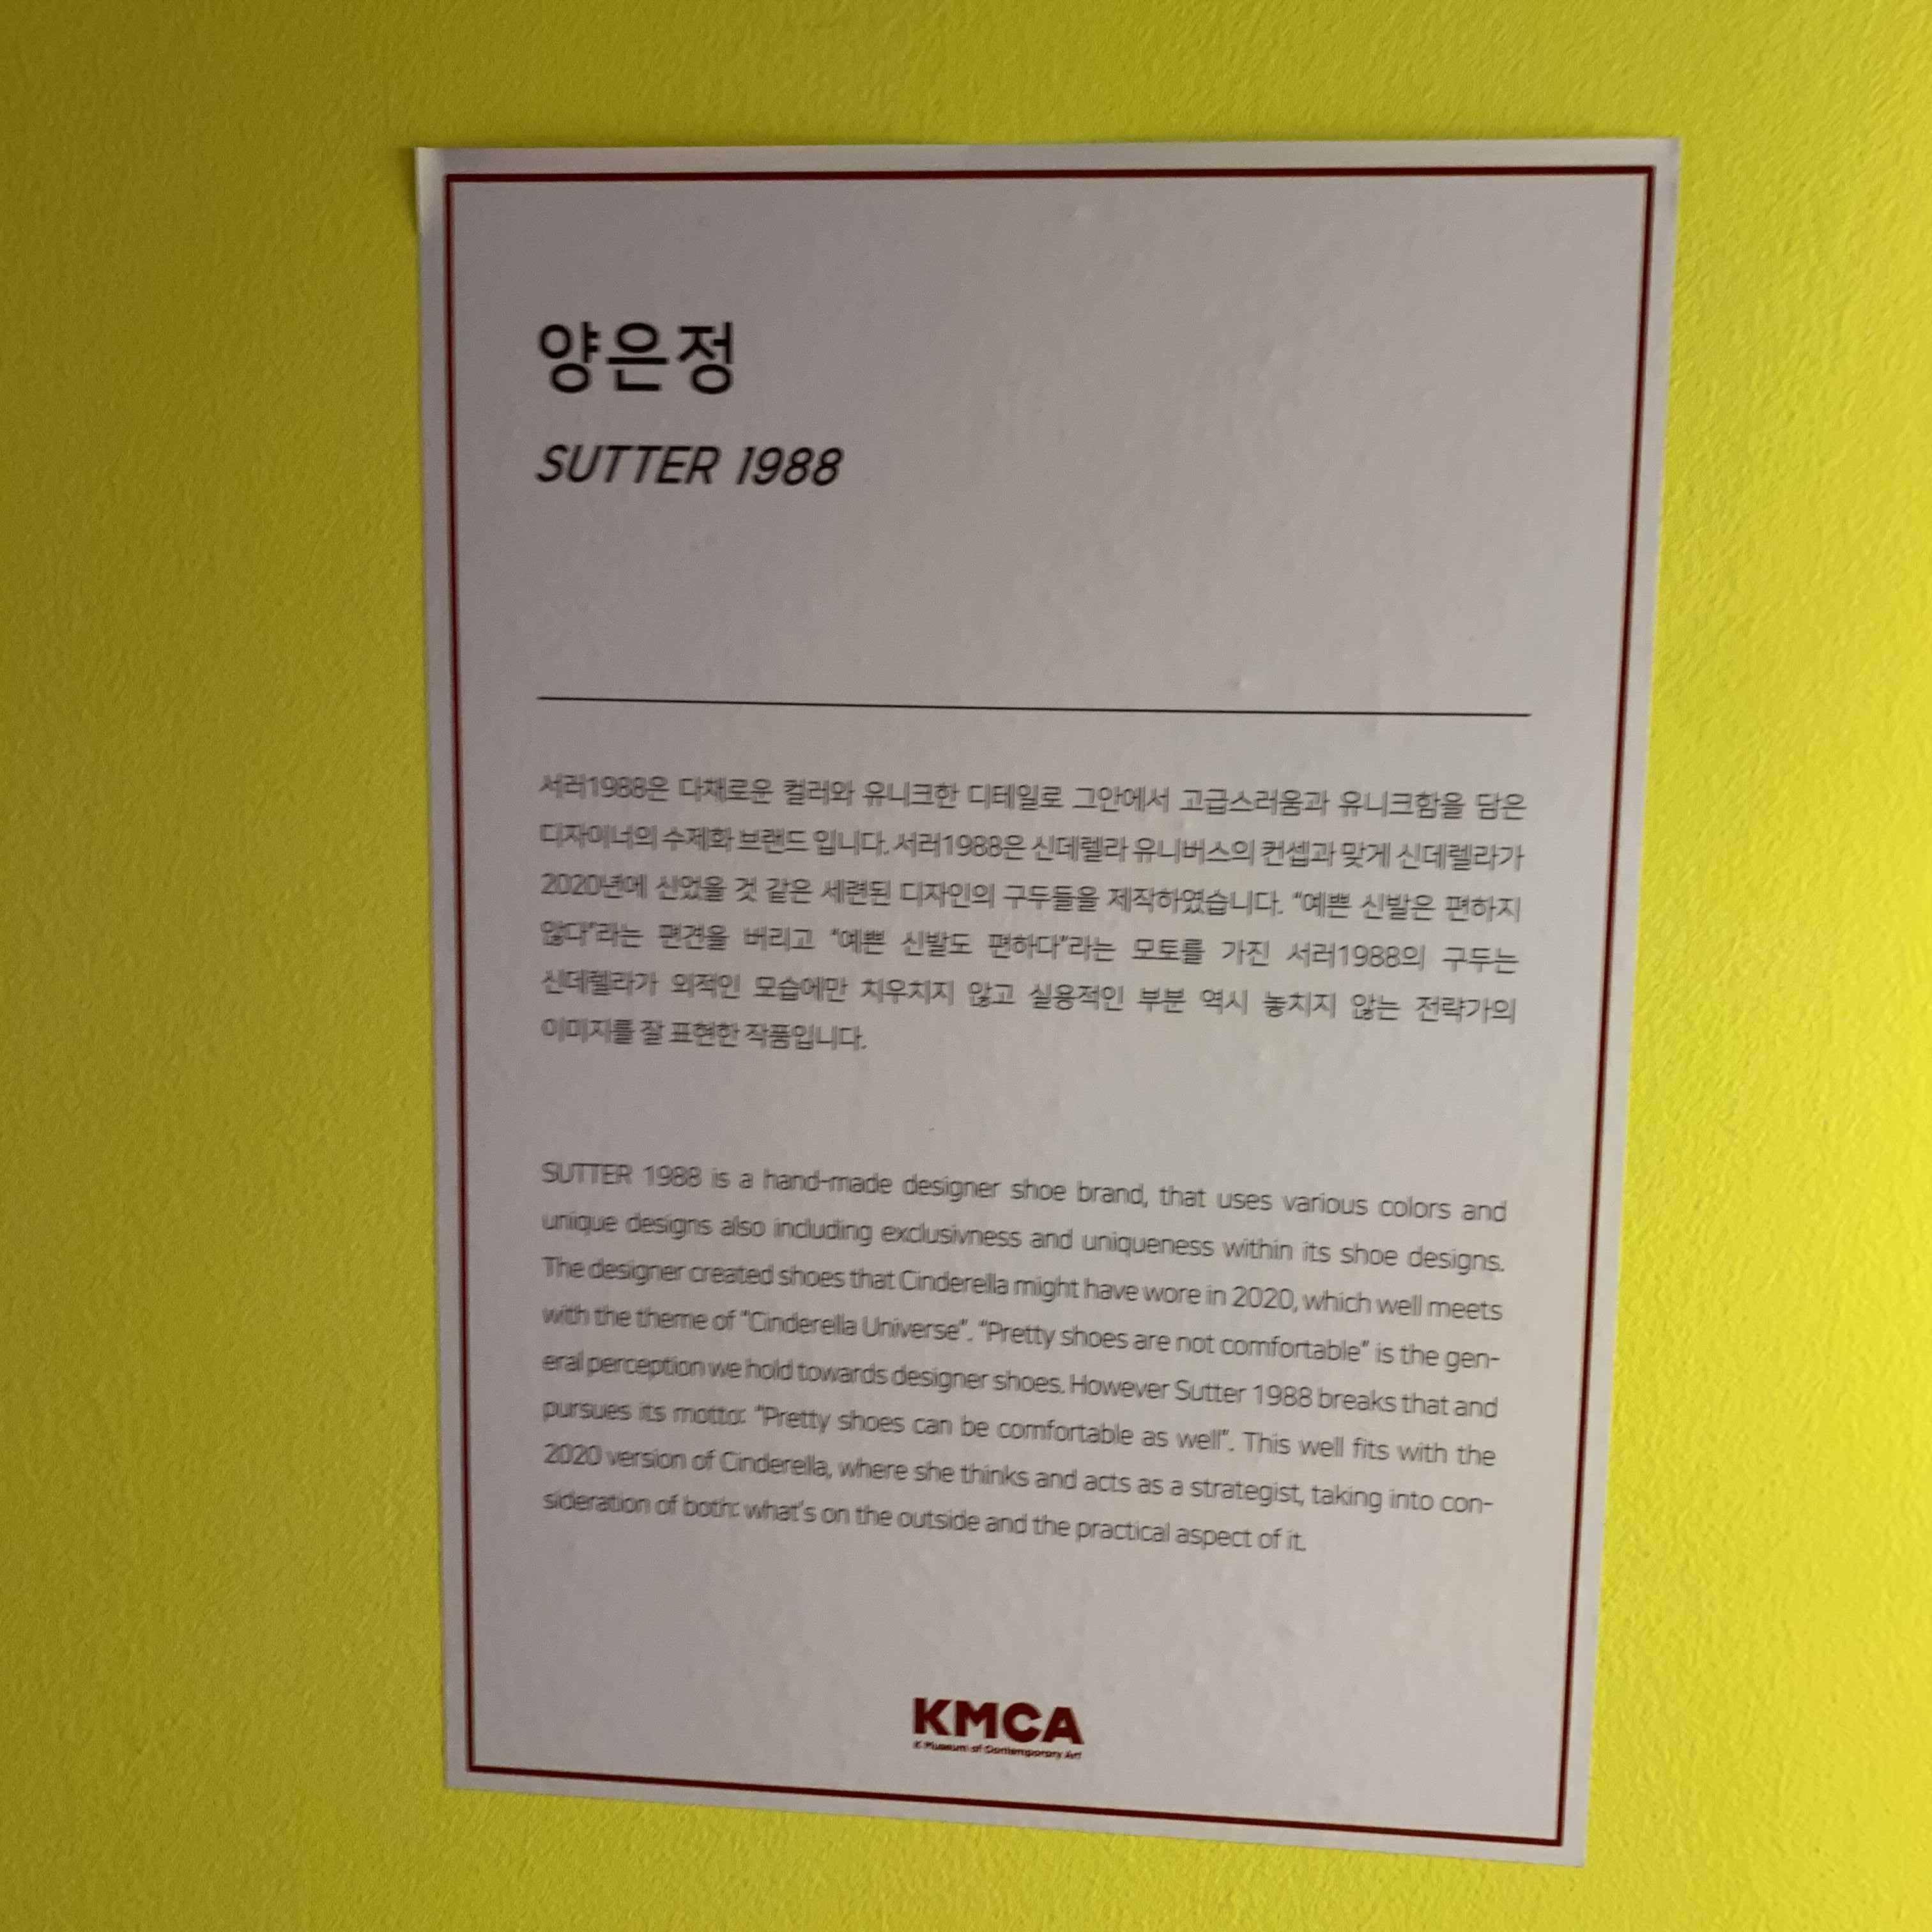 양은정
SUTTER 1988
서러1988은 다채로운 컬러와 유니크한 디테일로 그안에서 고급스러움과 유니크함을 담은
디자이너의 수제화 브랜드 입니다. 서러1988은 신데렐라 유니버스의 컨셉과 맞게 신데렐라가
2020년에 신었을 것 같은 세련된 디자인의 구두들을 제작하였습니다. “예쁜 신발은 편하지
않다”라는 편견을 버리고 “예쁜 신발도 편하다”라는 모토를 가진 서러1988의 구두는
신데렐라가 외적인 모습에만 치우치지 않고 실용적인 부분 역시 놓치지 않는 전략가의
이미지를 잘 표현한 작품입니다.
SUTTER 1988 is a hand-made designer shoe brand, that uses various colors and
unique designs also including exclusivness and uniqueness within its shoe designs.
The designer created shoes that Cinderella might have wore in 2020, which well meets
with the theme of “Cinderella Universe”. “Pretty shoes are not comfortable” is the gen-
eral perception we hold towards designer shoes. However Sutter 1988 breaks that and
pursues its motto: “Pretty shoes can be comfortable as well”. This well fits with the
2020 version of Cinderella, where she thinks and acts as a strategist, taking into con-
sideration of both: what's on the outside and the practical aspect of it.
KMCA
K Museum of Contemporary Art